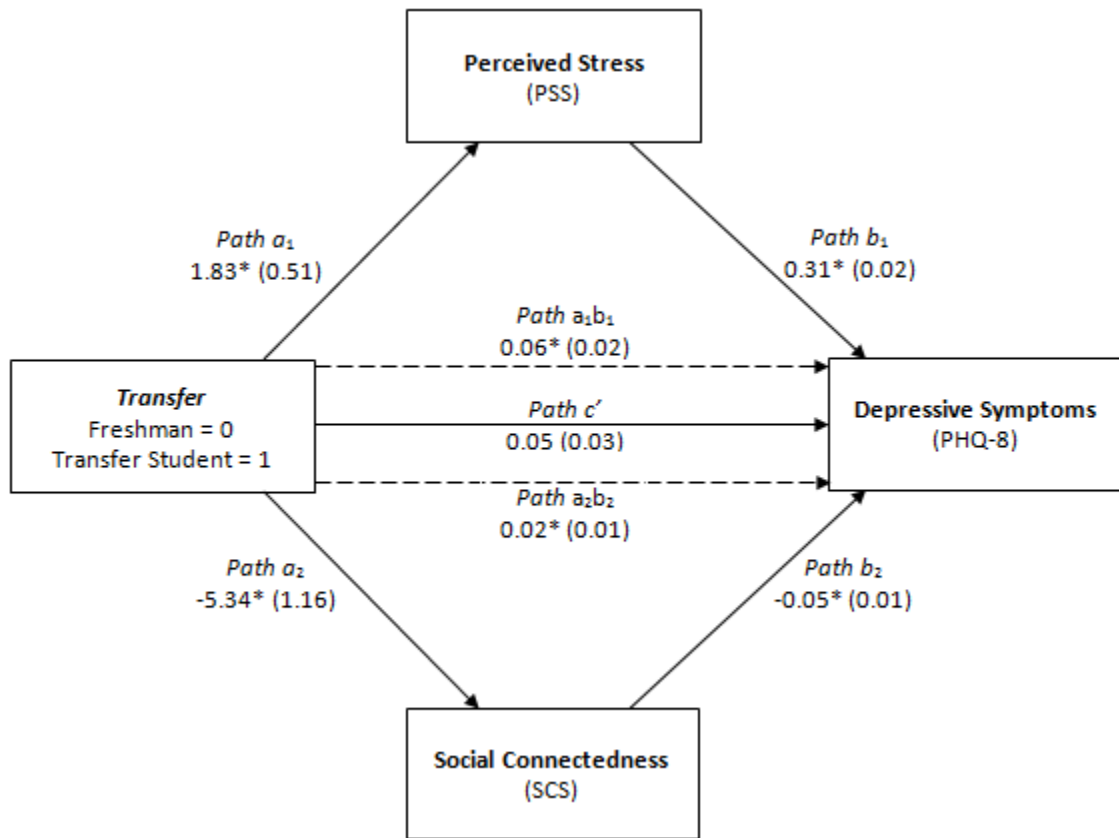 Perceived Stress
(PSS)
Path a₁
1.83* (0.51)
Path b₁
0.31* (0.02)
Path a₁b₁
0.06* (0.02)
Transfer
Freshman = 0
Transfer Student = 1
Path c′
0.05 (0.03)
Depressive Symptoms
(PHQ-8)
Path a₂b₂
0.02* (0.01)
Path a₂
-5.34* (1.16)
Path b₂
-0.05* (0.01)
Social Connectedness
(SCS)